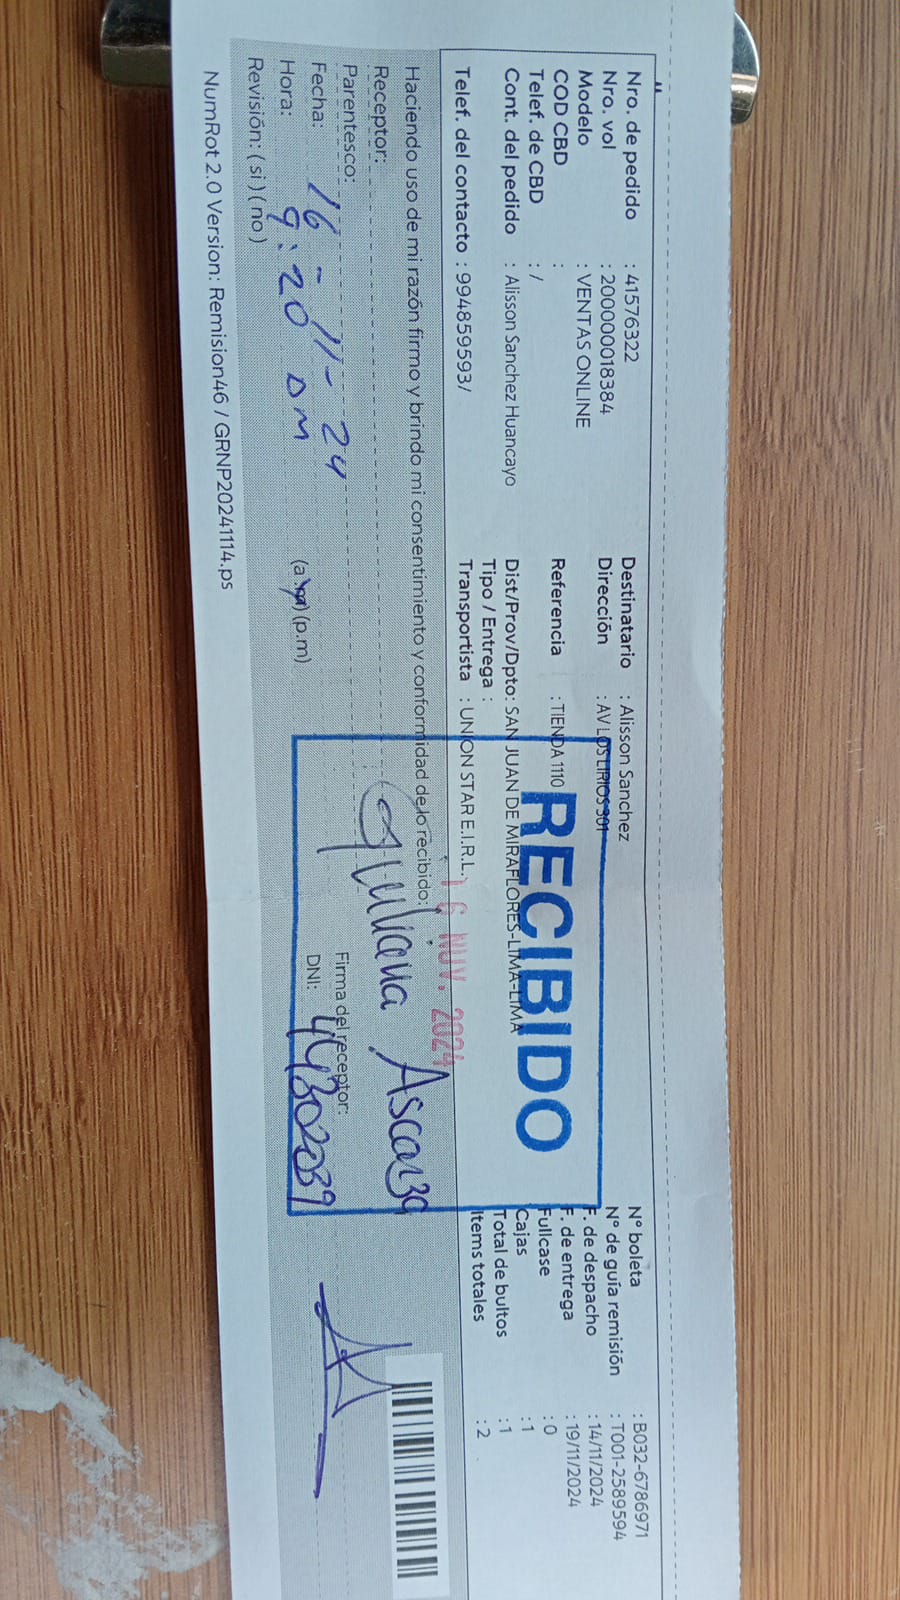 Nro. de pedido : 41576322
Nro. vol : 200000018384
Modelo : VENTAS ONLINE
COD CBD :
Telef. de CBD : /
Cont. del pedido : Alisson Sanchez Huancayo
Telef. del contacto : 994859593/
Destinatario : Alisson Sanchez
Dirección : AV LOS LIRIOS 301
Referencia : TIENDA 1110
Dist/Prov/Dpto: SAN JUAN DE MIRAFLORES-LIMA-LIMA
Tipo / Entrega :
Transportista : UNION STAR E.I.R.L.
N° boleta : B032-6786971
N° de guía remisión : T001-2589594
F. de despacho : 14/11/2024
F. de entrega : 19/11/2024
Fullcase : 0
Cajas : 1
Total de bultos : 1
Items totales : 2
RECIBIDO
16 NOV. 2024
Haciendo uso de mi razón firmo y brindo mi consentimiento y conformidad de lo recibido:
Receptor:
Parentesco:
Fecha: 16-11-24
Hora: 9:20 am (a.m) (p.m)
Revisión: ( si ) ( no )
Juliana Ascarza
Firma del receptor:
DNI: 44302039
NumRot 2.0 Version: Remision46 / GRNP20241114.ps